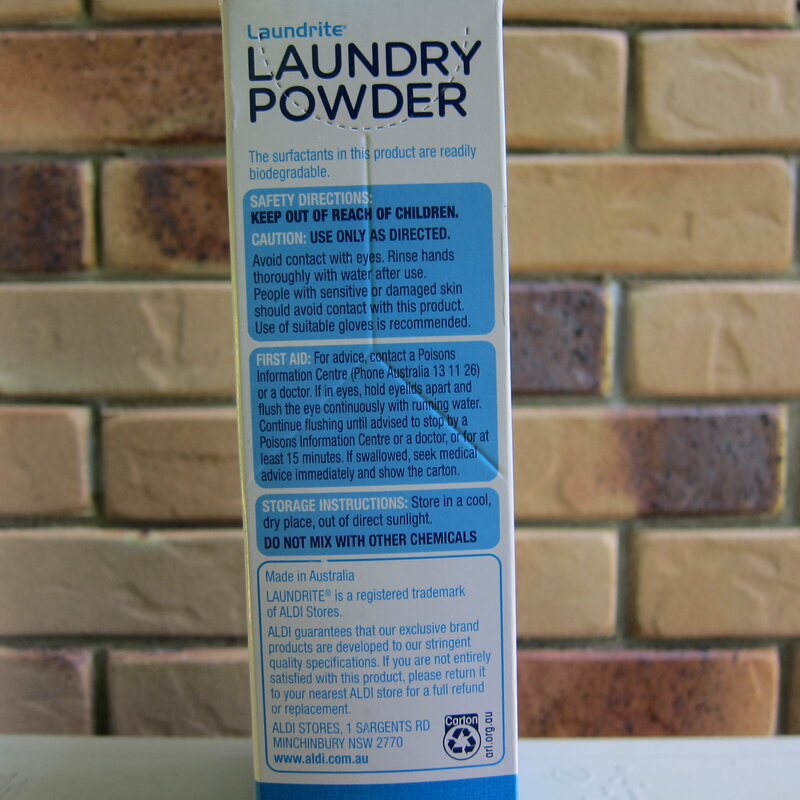 Laundrite®
LAUNDRY
POWDER
The surfactants in this product are readily
biodegradable.
SAFETY DIRECTIONS:
KEEP OUT OF REACH OF CHILDREN.
CAUTION: USE ONLY AS DIRECTED.
Avoid contact with eyes. Rinse hands
thoroughly with water after use.
People with sensitive or damaged skin
should avoid contact with this product.
Use of suitable gloves is recommended.
FIRST AID: For advice, contact a Poisons
Information Centre (Phone Australia 13 11 26)
or a doctor. If in eyes, hold eyelids apart and
flush the eye continuously with running water.
Continue flushing until advised to stop by a
Poisons Information Centre or a doctor, or for at
least 15 minutes. If swallowed, seek medical
advice immediately and show the carton.
STORAGE INSTRUCTIONS: Store in a cool,
dry place, out of direct sunlight.
DO NOT MIX WITH OTHER CHEMICALS
Made in Australia
LAUNDRITE® is a registered trademark
of ALDI Stores.
ALDI guarantees that our exclusive brand
products are developed to our stringent
quality specifications. If you are not entirely
satisfied with this product, please return it
to your nearest ALDI store for a full refund
or replacement.
ALDI STORES, 1 SARGENTS RD
MINCHINBURY NSW 2770
www.aldi.com.au
Carton
arl.org.au